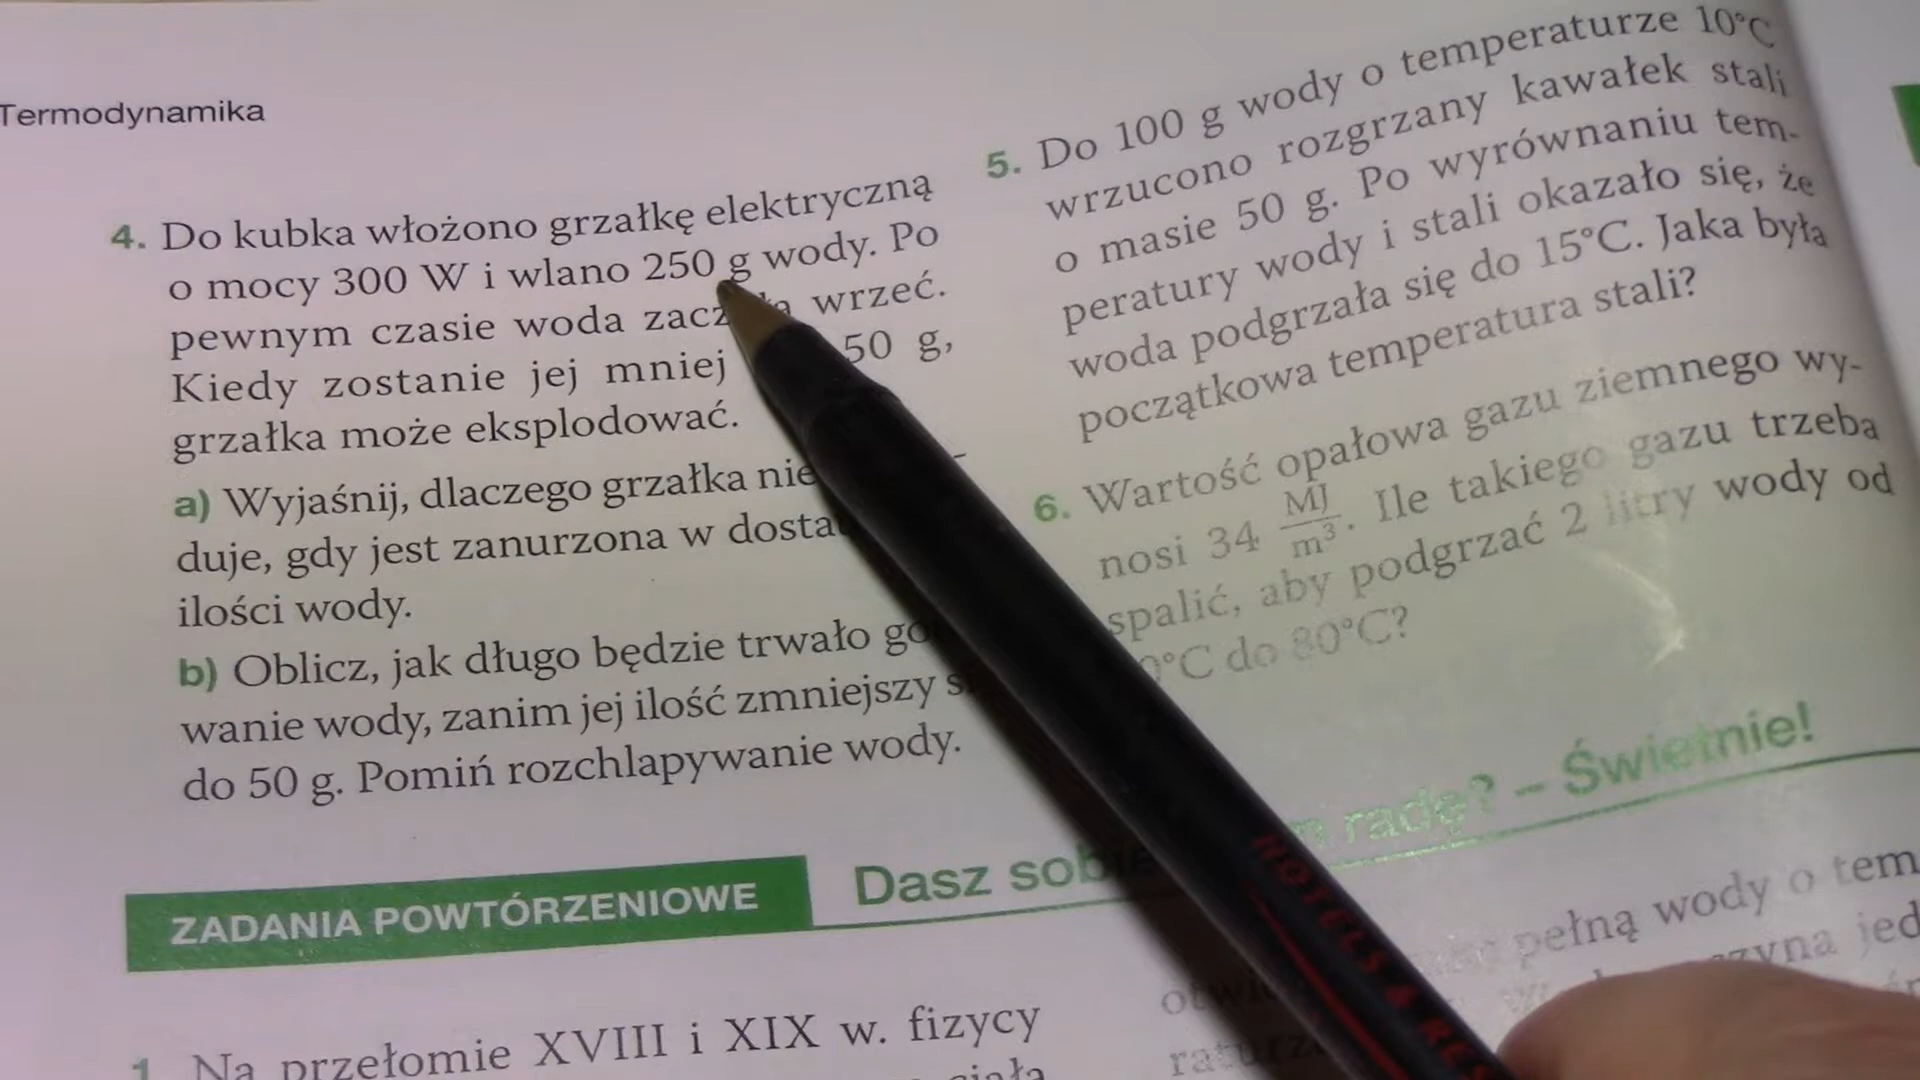 Termodynamika
4. Do kubka włożono grzałkę elektryczną
o mocy 300 W i wlano 250 g wody. Po
pewnym czasie woda wrzeć.
Kiedy zostanie jej mniej 50 g,
grzałka może eksplodować.
a) Wyjaśnij, dlaczego grzałka nie
duje, gdy jest zanurzona w
ilości wody.
b) Oblicz, jak długo będzie trwało
wanie wody, zanim jej ilość zmniejszy
do 50 g. Pomiń rozchlapywanie wody.
5. Do 100 g wody o temperaturze 10°C
wrzucono rozgrzany kawałek stali
o masie 50 g. Po wyrównaniu tem-
peratury wody i stali okazało się, że
woda podgrzała się do 15°C. Jaka była
początkowa temperatura stali?
6. Wartość opałowa gazu ziemnego wy-
nosi 34 MJ/m³. Ile takiego gazu trzeba
spalić, aby podgrzać 2 litry wody od
0°C do 80°C?
ZADANIA POWTÓRZENIOWE
Dasz radę? – Świetnie!
1 Na przełomie XVIII i XIX w. fizycy
pełną wody o tem
HOTELS &